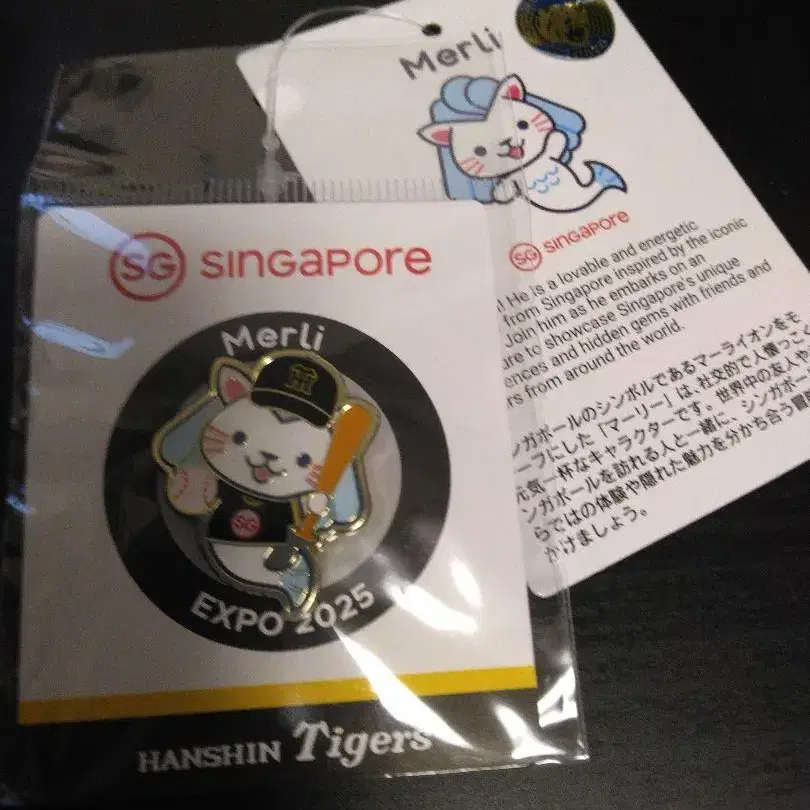 SG SINGAPORE
Merli
SG
EXPO 2025
HANSHIN Tigers
Merli
SG SINGAPORE
! He is a lovable and energetic
from Singapore inspired by the iconic
Join him as he embarks on an
to showcase Singapore's unique
and hidden gems with friends and
from around the world.
ンガポールのシンボルであるマーライオンをモ
ーフにした「マーリー」は、社交的で人懐っこく
元気一杯なキャラクターです。世界中の友人や
ンガポールを訪れる人と一緒に、シンガポー
らではの体験や隠れた魅力を分かち合う冒険
かけましょう。